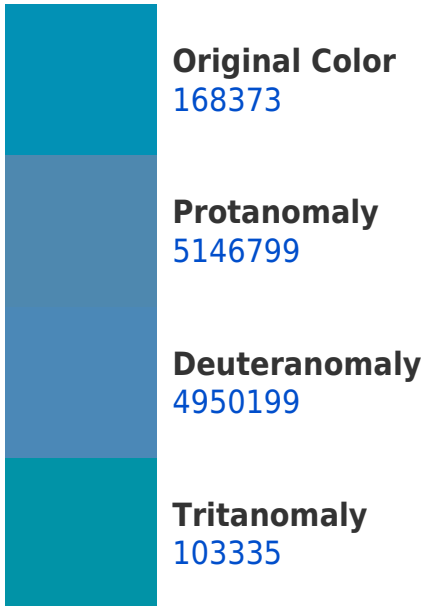 Original Color
168373
Protanomaly
5146799
Deuteranomaly
4950199
Tritanomaly
103335